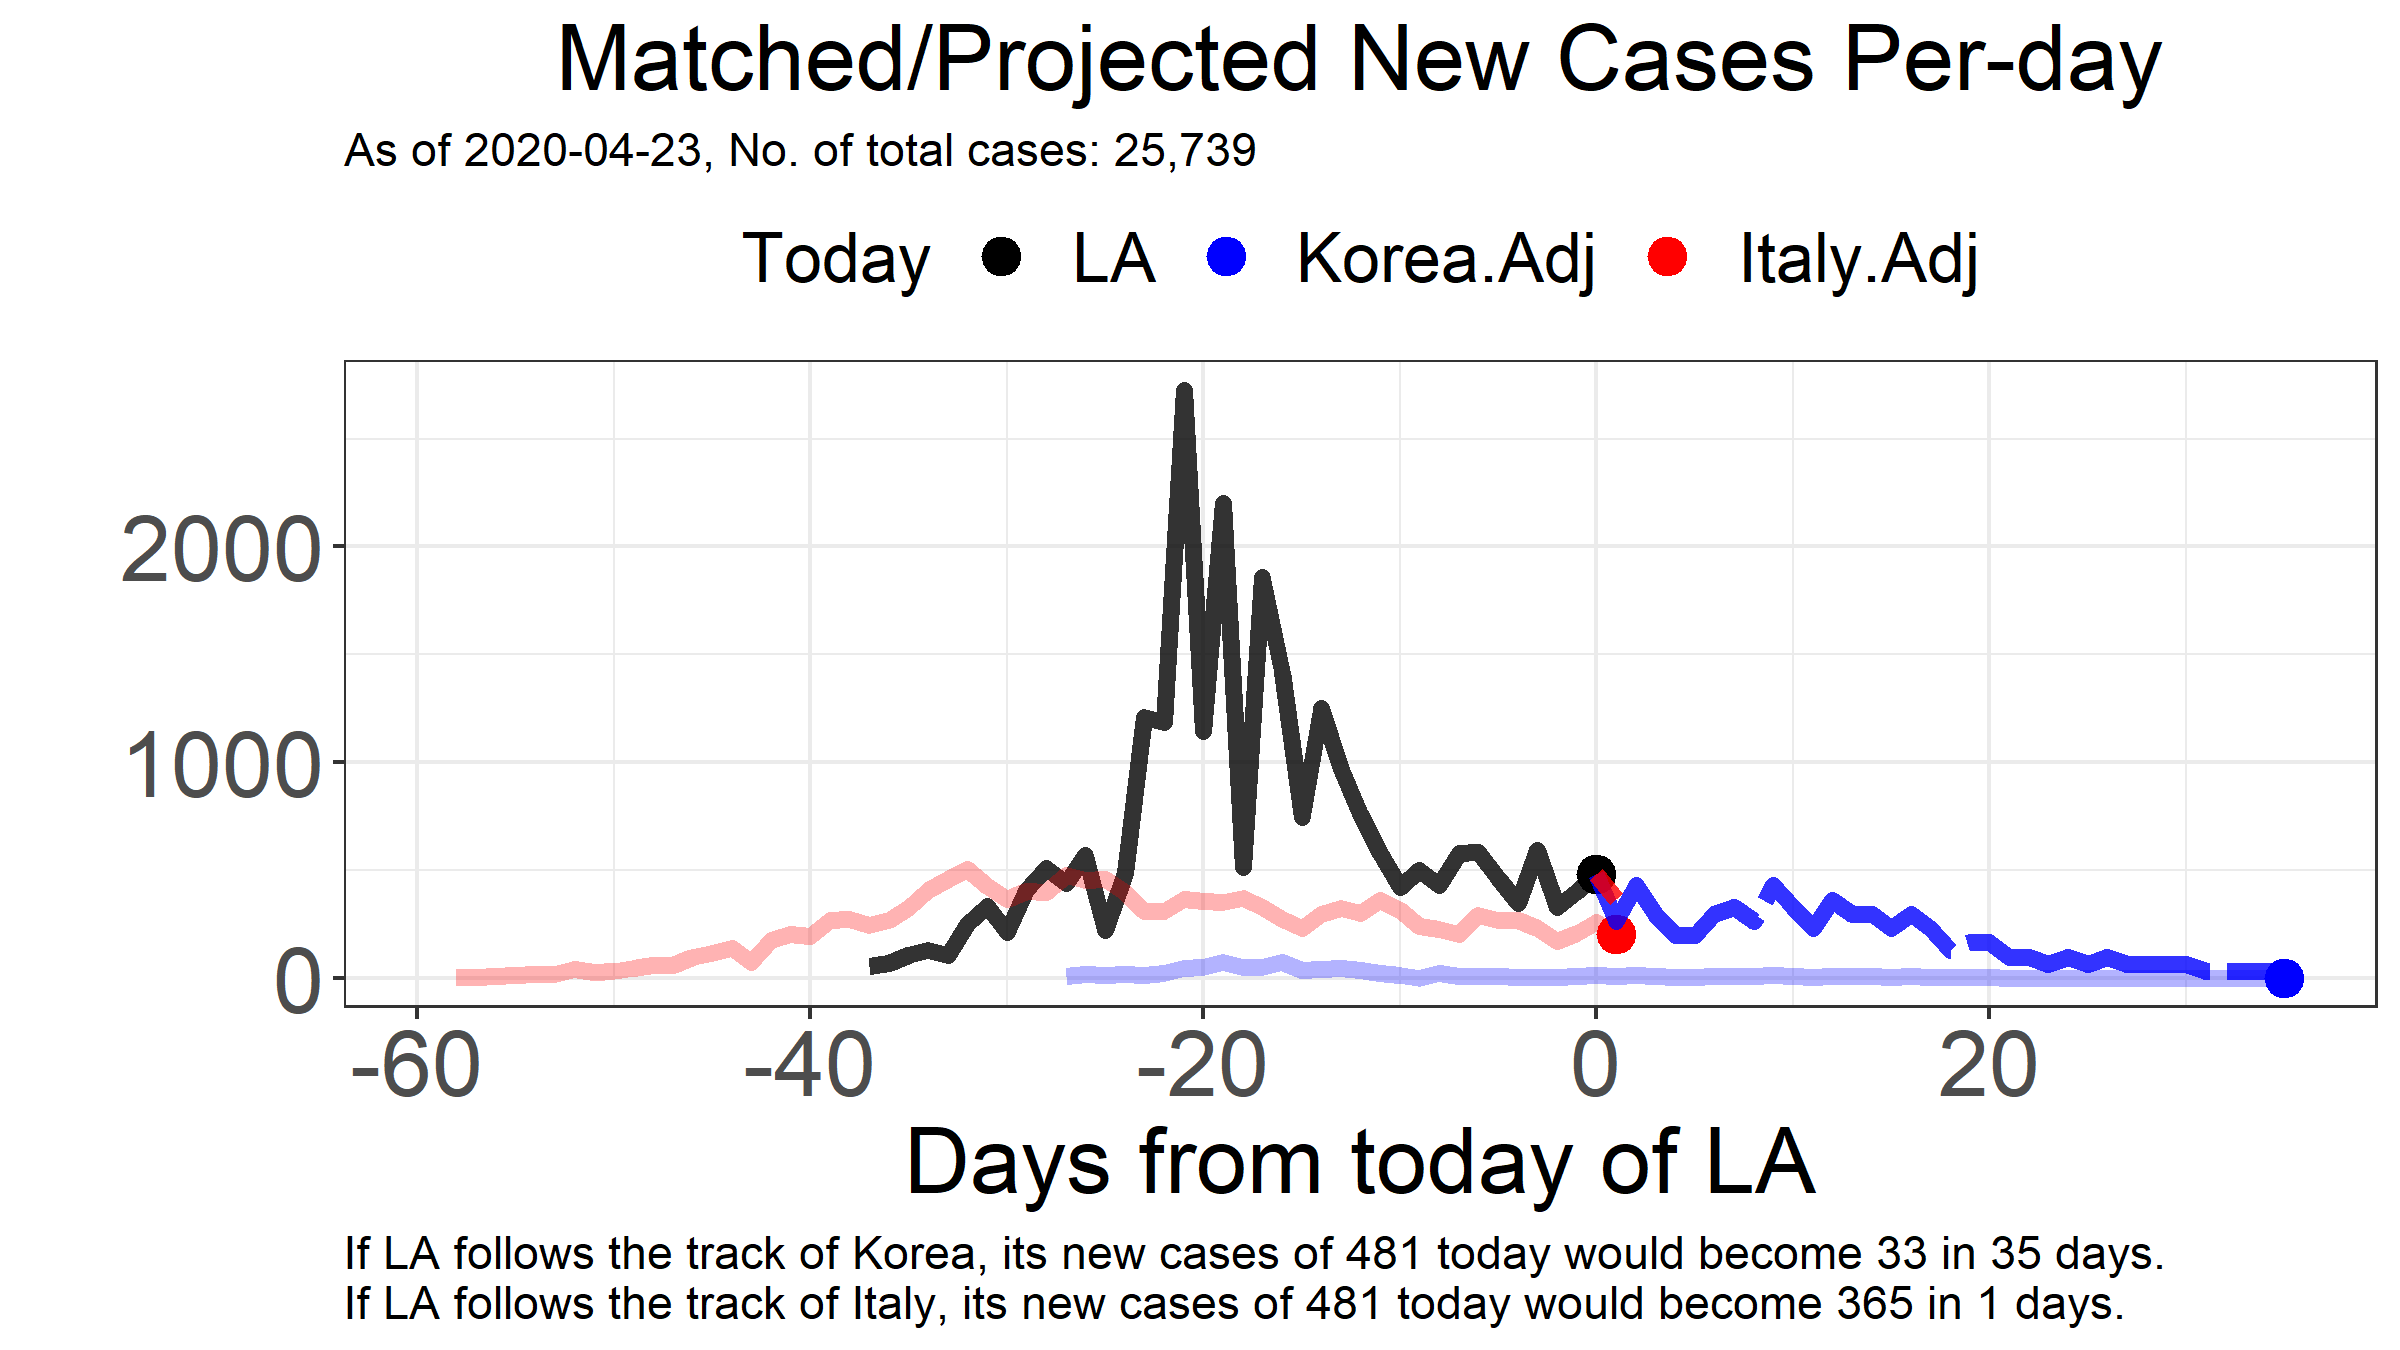 Matched/Projected New Cases Per-day
As of 2020-04-23, No. of total cases: 25,739
Today LA Korea.Adj Italy.Adj
2000
1000
0
-60 -40 -20 0 20
Days from today of LA
If LA follows the track of Korea, its new cases of 481 today would become 33 in 35 days.
If LA follows the track of Italy, its new cases of 481 today would become 365 in 1 days.